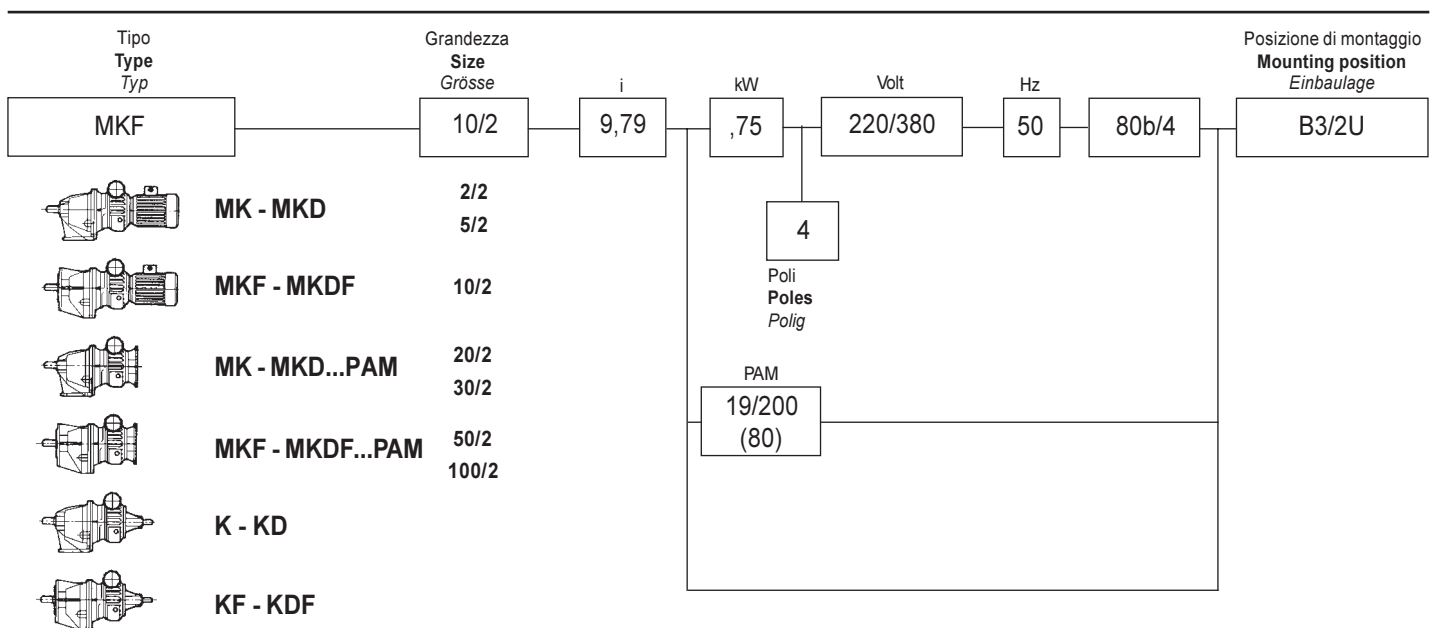 Tipo
Type
Typ
Grandezza
Size
Grösse
i
kW
Volt
Hz
Posizione di montaggio
Mounting position
Einbaulage
MKF
10/2
9,79
,75
220/380
50
80b/4
B3/2U
4
Poli
Poles
Polig
PAM
19/200
(80)
MK - MKD
2/2
5/2
MKF - MKDF
10/2
MK - MKD...PAM
20/2
30/2
MKF - MKDF...PAM
50/2
100/2
K - KD
KF - KDF